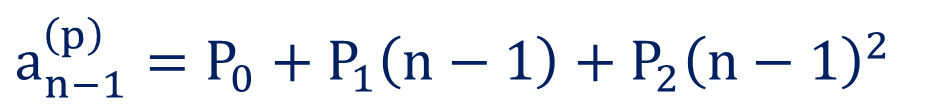 a_{n−1}^{(p)} = P_0 + P_1(n − 1) + P_2(n − 1)^2